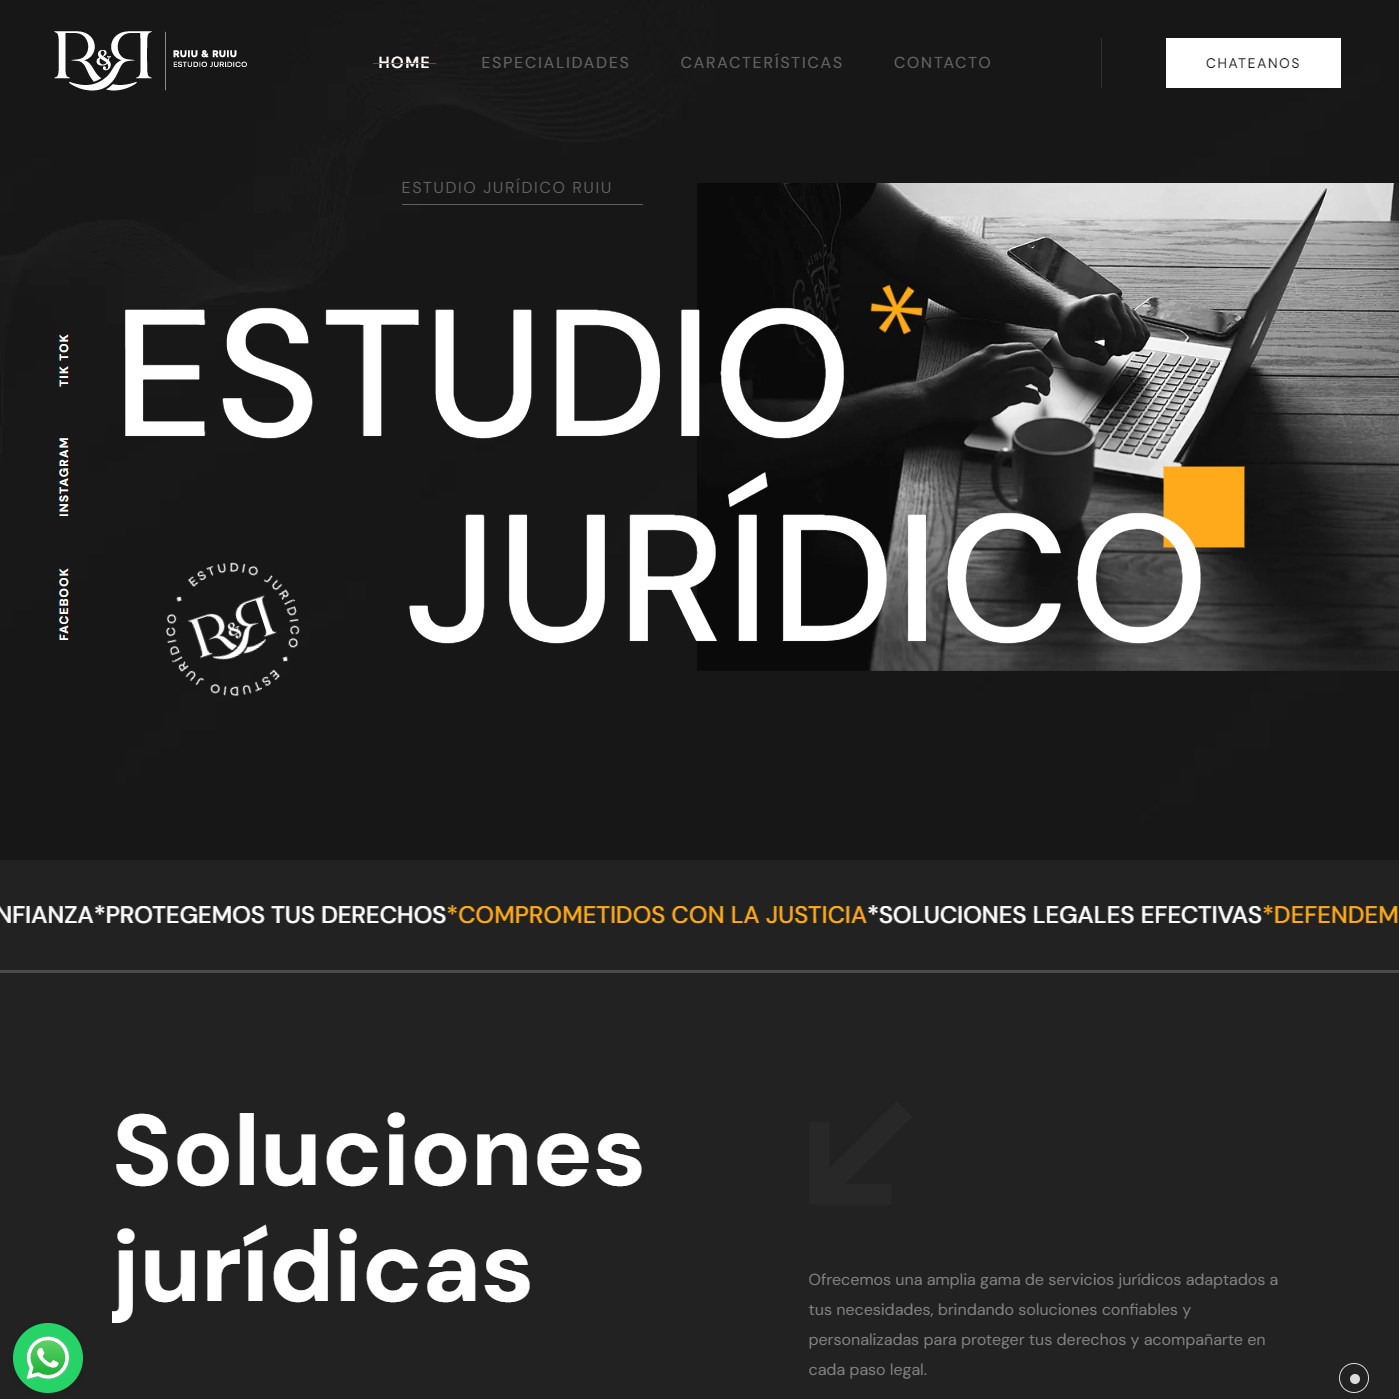 R&R
RUIU & RUIU
ESTUDIO JURIDICO
HOME
ESPECIALIDADES
CARACTERÍSTICAS
CONTACTO
CHATEANOS
ESTUDIO JURÍDICO RUIU
ESTUDIO *
JURÍDICO
TIK TOK
INSTAGRAM
FACEBOOK
ESTUDIO JURÍDICO • ESTUDIO JURÍDICO •
R&R
NFIANZA*PROTEGEMOS TUS DERECHOS*COMPROMETIDOS CON LA JUSTICIA*SOLUCIONES LEGALES EFECTIVAS*DEFENDEM
Soluciones
jurídicas
Ofrecemos una amplia gama de servicios jurídicos adaptados a
tus necesidades, brindando soluciones confiables y
personalizadas para proteger tus derechos y acompañarte en
cada paso legal.